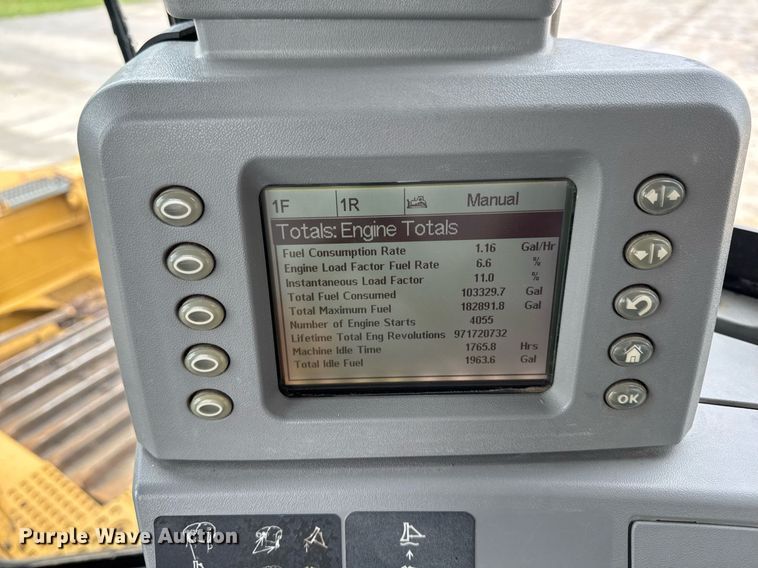 1F 1R Manual
Totals: Engine Totals
Fuel Consumption Rate 1.16 Gal/Hr
Engine Load Factor Fuel Rate 6.6 %
Instantaneous Load Factor 11.0 %
Total Fuel Consumed 103329.7 Gal
Total Maximum Fuel 182891.8 Gal
Number of Engine Starts 4055
Lifetime Total Eng Revolutions 971720732
Machine Idle Time 1765.8 Hrs
Total Idle Fuel 1963.6 Gal
OK
Purple Wave Auction